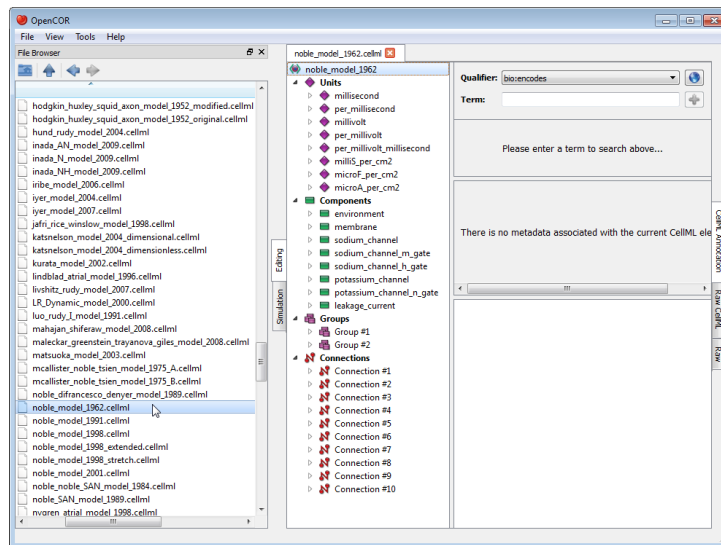 OpenCOR
File View Tools Help
File Browser
hodgkin_huxley_squid_axon_model_1952_modified.cellml
hodgkin_huxley_squid_axon_model_1952_original.cellml
hund_rudy_model_2004.cellml
inada_AN_model_2009.cellml
inada_N_model_2009.cellml
inada_NH_model_2009.cellml
iribe_model_2006.cellml
iyer_model_2004.cellml
iyer_model_2007.cellml
jafri_rice_winslow_model_1998.cellml
katsnelson_model_2004_dimensional.cellml
katsnelson_model_2004_dimensionless.cellml
kurata_model_2002.cellml
lindblad_atrial_model_1996.cellml
livshitz_rudy_model_2007.cellml
LR_Dynamic_model_2000.cellml
luo_rudy_I_model_1991.cellml
mahajan_shiferaw_model_2008.cellml
maleckar_greenstein_trayanova_giles_model_2008.cellml
matsuoka_model_2003.cellml
mcallister_noble_tsien_model_1975_A.cellml
mcallister_noble_tsien_model_1975_B.cellml
noble_difrancesco_denyer_model_1989.cellml
noble_model_1962.cellml
noble_model_1991.cellml
noble_model_1998.cellml
noble_model_1998_extended.cellml
noble_model_1998_stretch.cellml
noble_model_2001.cellml
noble_noble_SAN_model_1984.cellml
noble_SAN_model_1989.cellml
nygren_atrial_model_1998.cellml
Editing
Simulation
noble_model_1962.cellml
noble_model_1962
Units
millisecond
per_millisecond
millivolt
per_millivolt
per_millivolt_millisecond
milliS_per_cm2
microF_per_cm2
microA_per_cm2
Components
environment
membrane
sodium_channel
sodium_channel_m_gate
sodium_channel_h_gate
potassium_channel
potassium_channel_n_gate
leakage_current
Groups
Group #1
Group #2
Connections
Connection #1
Connection #2
Connection #3
Connection #4
Connection #5
Connection #6
Connection #7
Connection #8
Connection #9
Connection #10
Qualifier: bio:encodes
Term:
Please enter a term to search above...
There is no metadata associated with the current CellML ele
CellML Annotation
Raw CellML
Raw